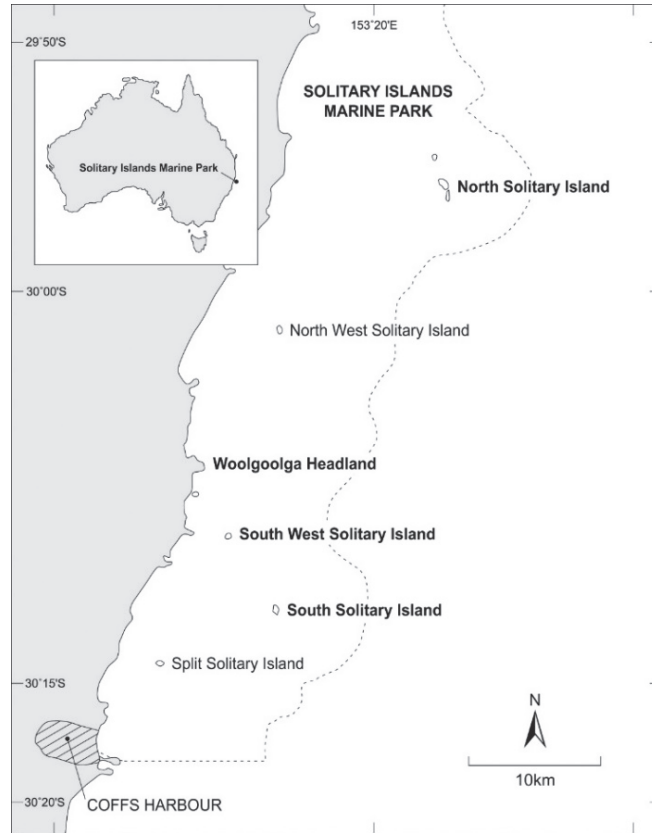 153˚20'E
29˚50'S
SOLITARY ISLANDS
MARINE PARK
Solitary Islands Marine Park
North Solitary Island
30˚00'S
North West Solitary Island
Woolgoolga Headland
South West Solitary Island
South Solitary Island
Split Solitary Island
30˚15'S
N
10km
30˚20'S
COFFS HARBOUR